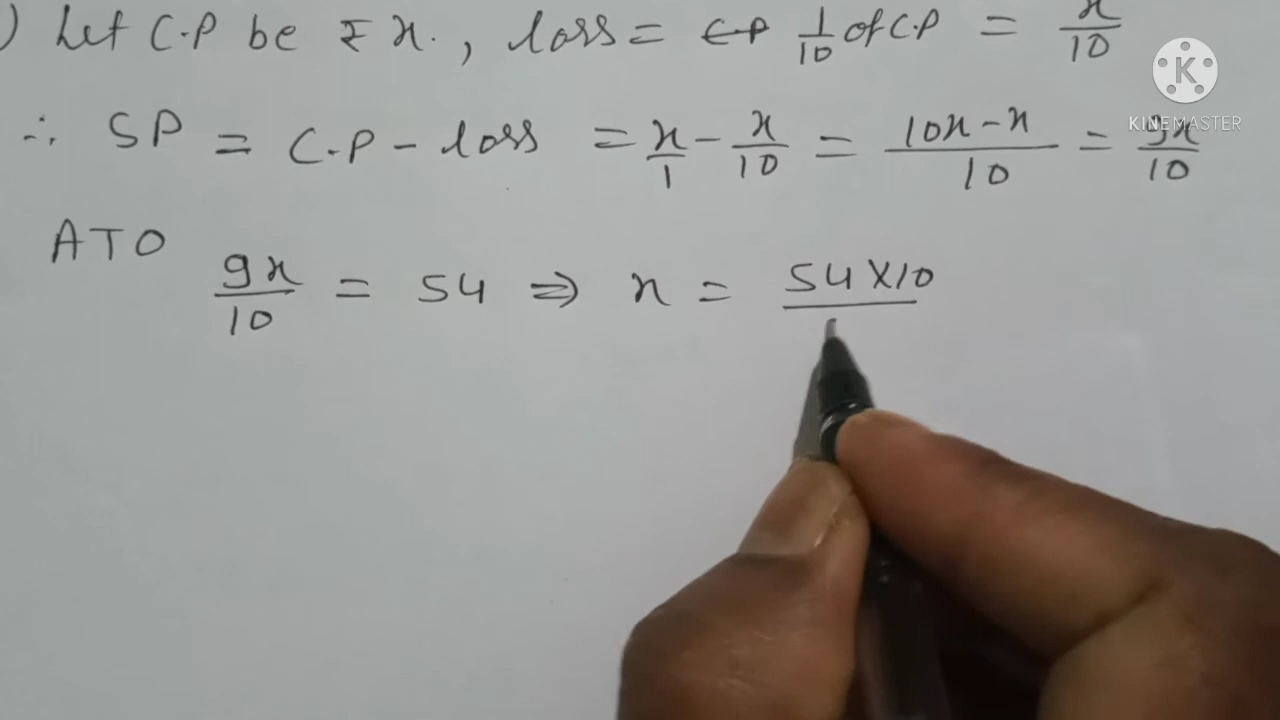 ) Let C.P be ₹ x. , loss = C.P 1/10 of C.P = x/10
∴ SP = C.P - loss = x/1 - x/10 = 10x - x/10 = 9x/10
ATO
9x/10 = 54 ⇒ x = 54×10
K
KINEMASTER